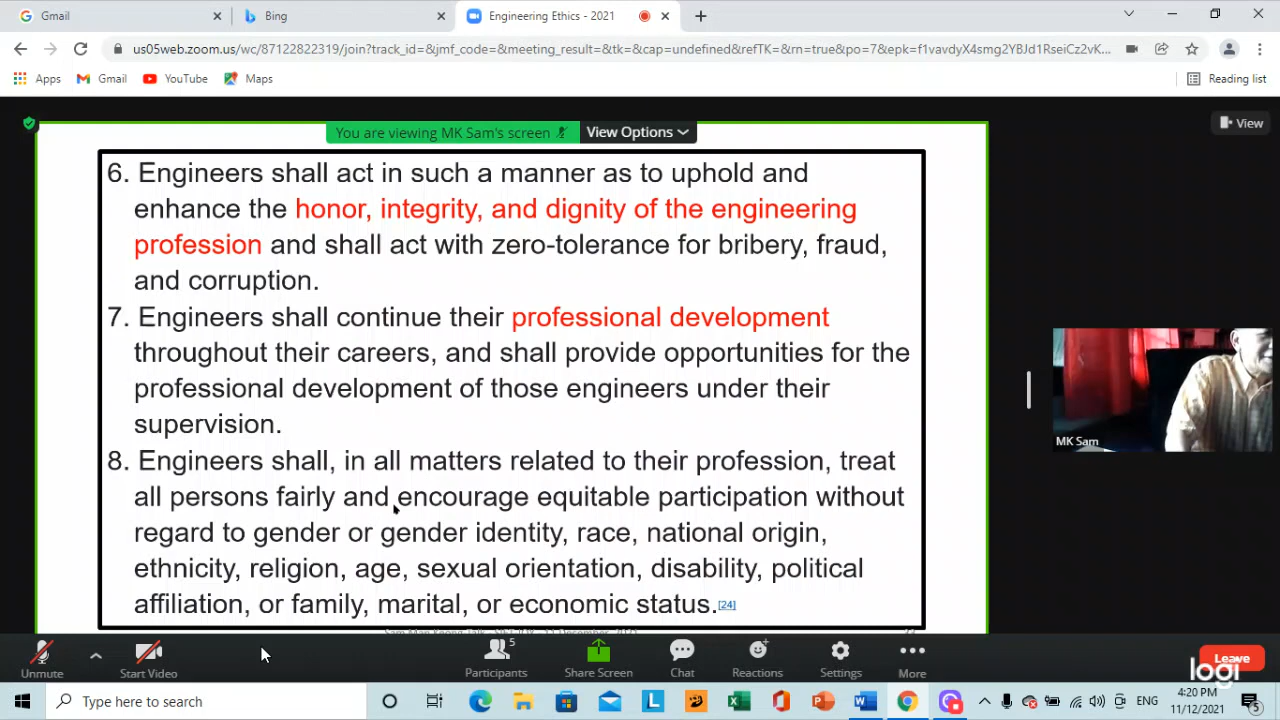 Gmail
Bing
Engineering Ethics - 2021
us05web.zoom.us/wc/87122822319/join?track_id=&jmf_code=&meeting_result=&tk=&cap=undefined&refTK=&rn=true&po=7&epk=f1vavdyX4smg2YBJd1RseiCz2vK...
Apps
Gmail
YouTube
Maps
Reading list
You are viewing MK Sam's screen
View Options
View
6. Engineers shall act in such a manner as to uphold and
enhance the honor, integrity, and dignity of the engineering
profession and shall act with zero-tolerance for bribery, fraud,
and corruption.
7. Engineers shall continue their professional development
throughout their careers, and shall provide opportunities for the
professional development of those engineers under their
supervision.
8. Engineers shall, in all matters related to their profession, treat
all persons fairly and encourage equitable participation without
regard to gender or gender identity, race, national origin,
ethnicity, religion, age, sexual orientation, disability, political
affiliation, or family, marital, or economic status.[24]
MK Sam
Unmute
Start Video
5
Participants
Share Screen
Chat
Reactions
Settings
More
Leave
logi
Type here to search
ENG
4:20 PM
11/12/2021
5